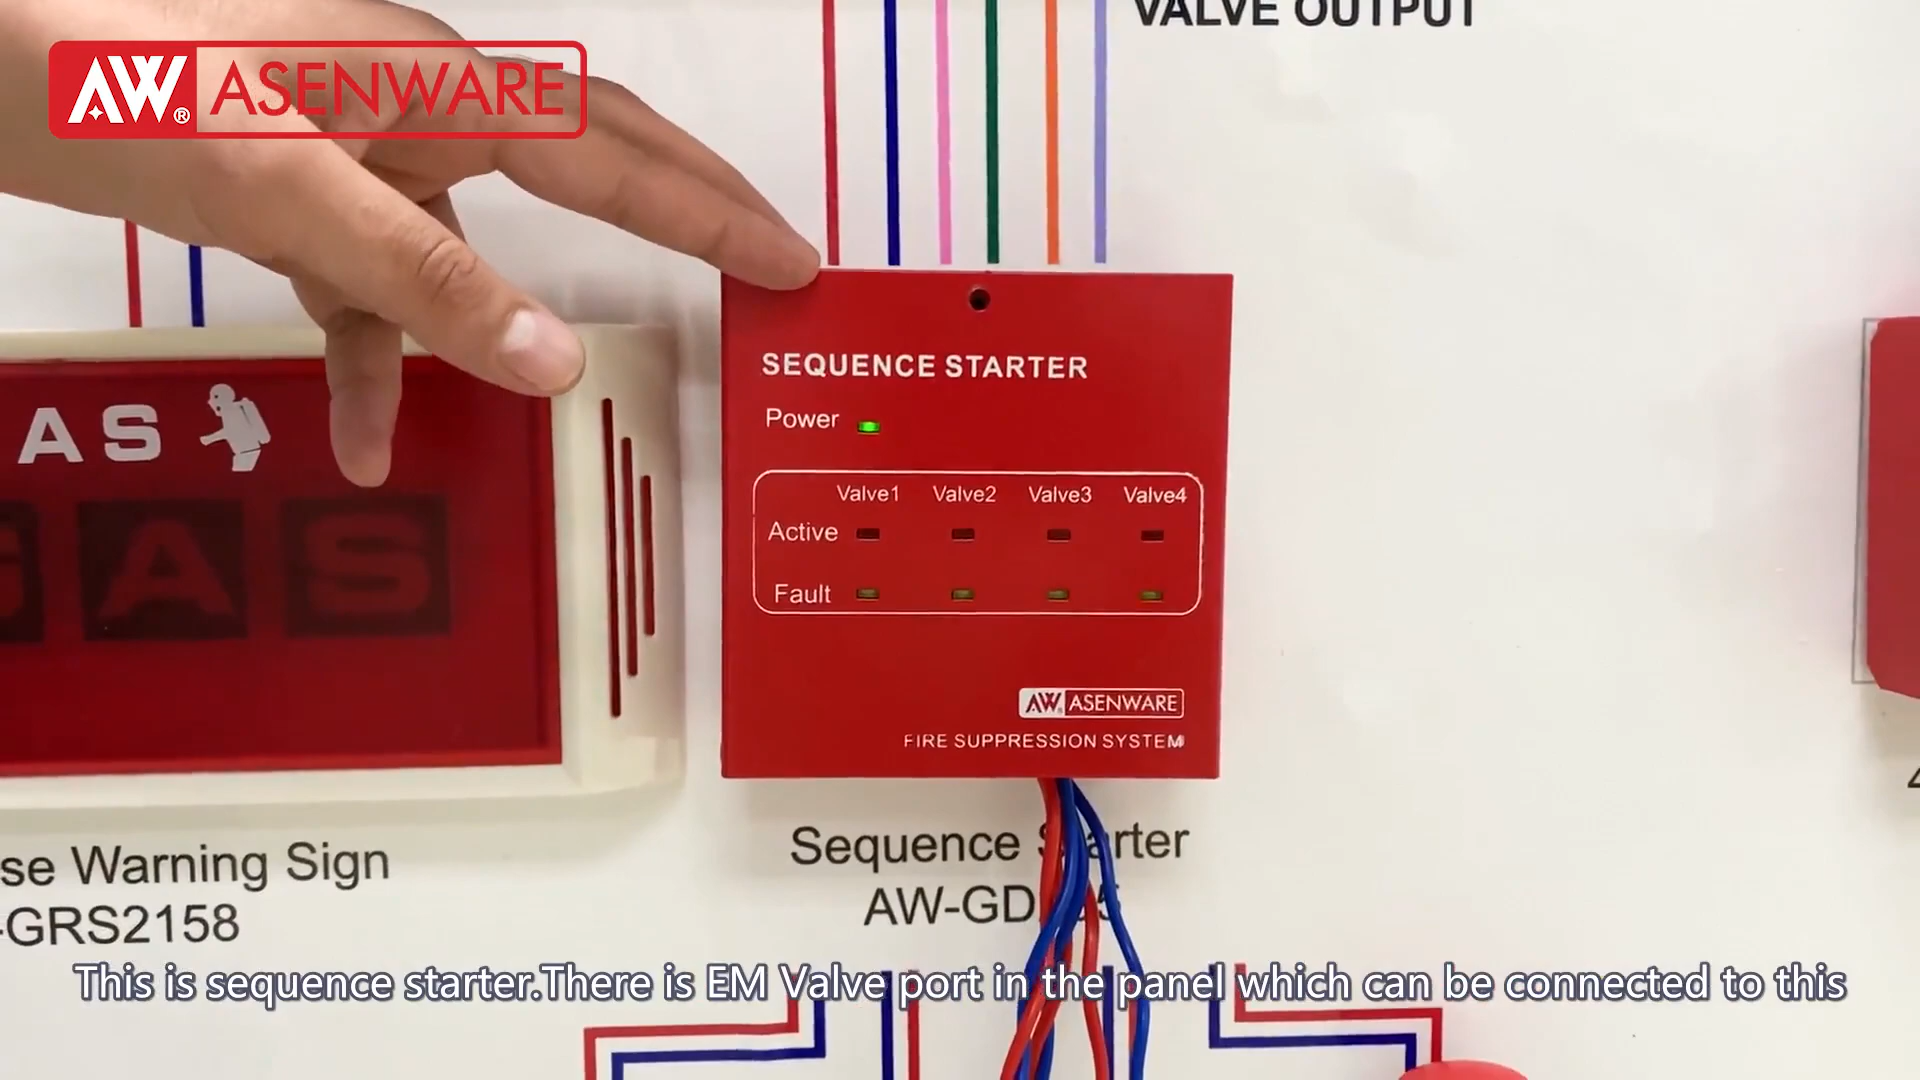 VALVE OUTPUT
AW® ASENWARE
SEQUENCE STARTER
Power
Valve1 Valve2 Valve3 Valve4
Active
Fault
AW ASENWARE
FIRE SUPPRESSION SYSTEM
AS
GAS
se Warning Sign
-GRS2158
Sequence Starter
This is sequence starter.There is EM Valve port in the panel which can be connected to this